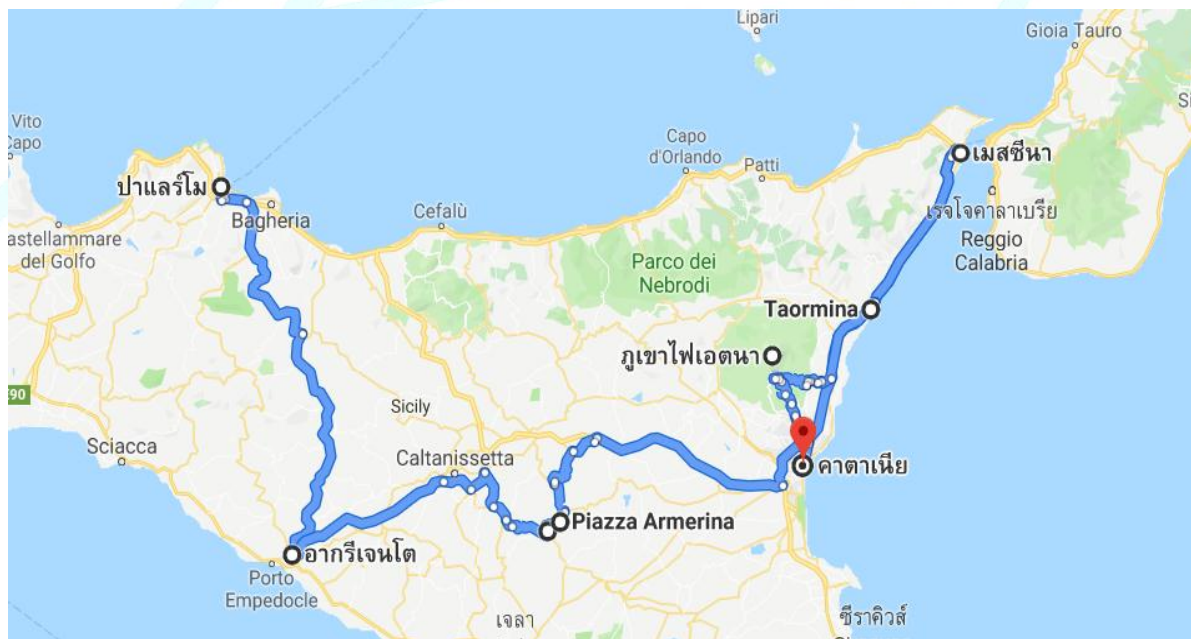 Lipari
Gioia Tauro
Vito
Capo
เมสซีนา
Capo
d'Orlando
Patti
ปาแลร์โม
Bagheria
Cefalù
เรจโจคาลาเบรีย
Reggio
Calabria
astellammare
del Golfo
Parco dei
Nebrodi
Taormina
ภูเขาไฟเอตนา
Sicily
Sciacca
Caltanissetta
คาตาเนีย
Piazza Armerina
อากรีเจนโต
Porto
Empedocle
เจลา
ซีราคิวส์